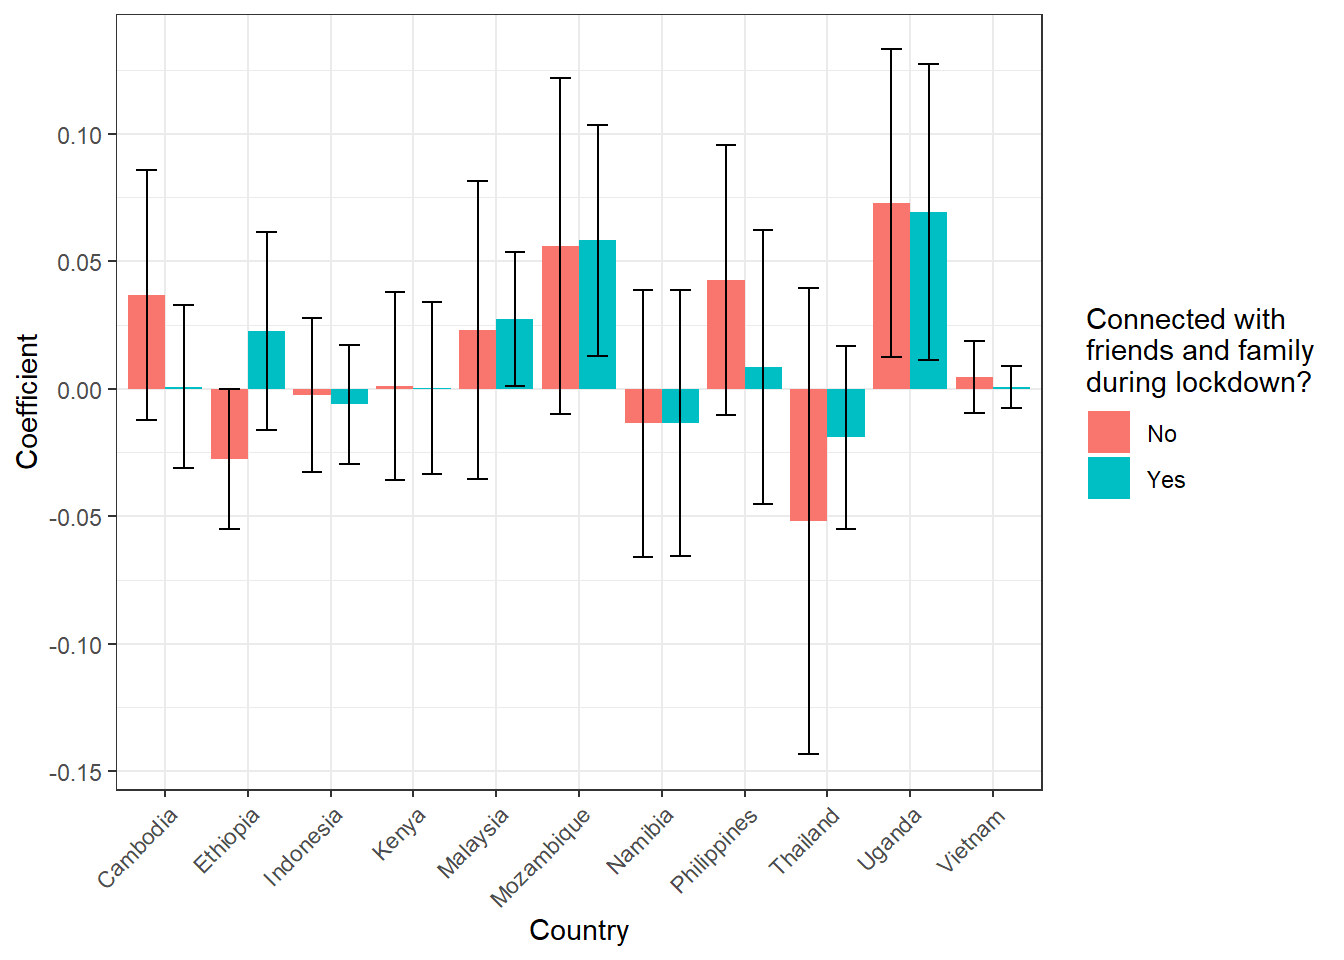 0.10
0.05
0.00
-0.05
-0.10
-0.15
Coefficient
Cambodia
Ethiopia
Indonesia
Kenya
Malaysia
Mozambique
Namibia
Philippines
Thailand
Uganda
Vietnam
Country
Connected with
friends and family
during lockdown?
No
Yes